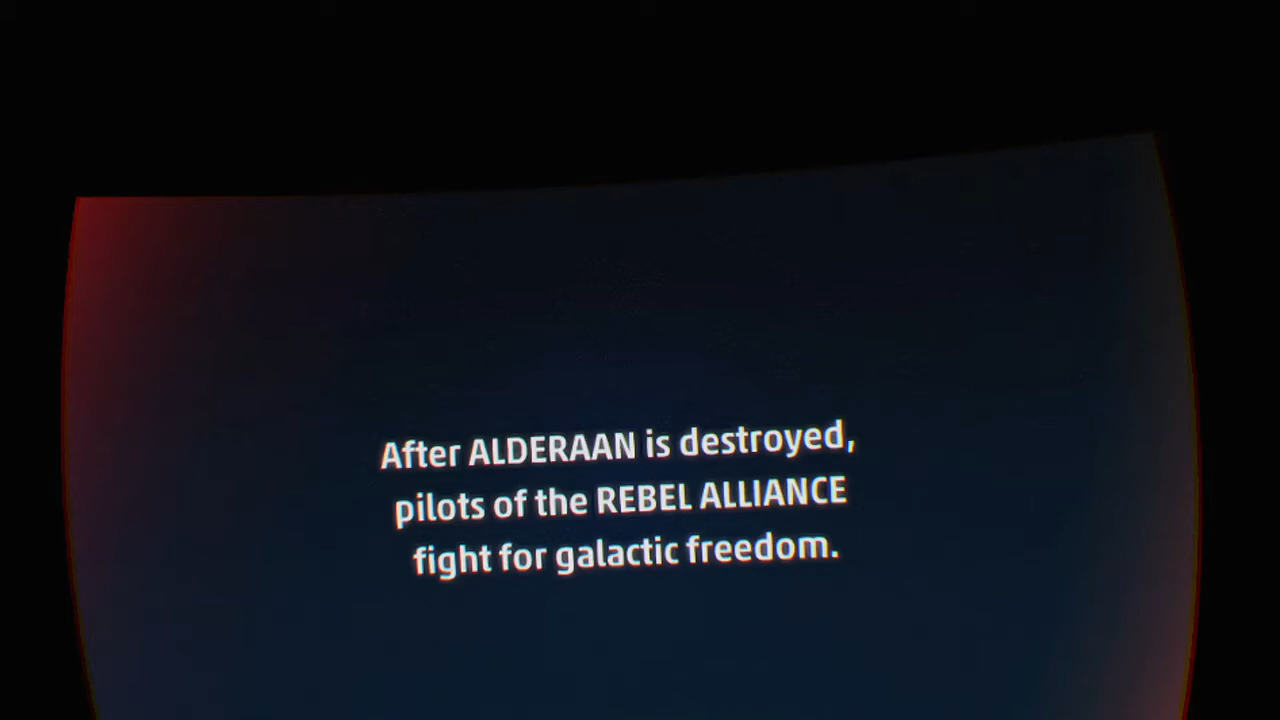 After ALDERAAN is destroyed,
pilots of the REBEL ALLIANCE
fight for galactic freedom.